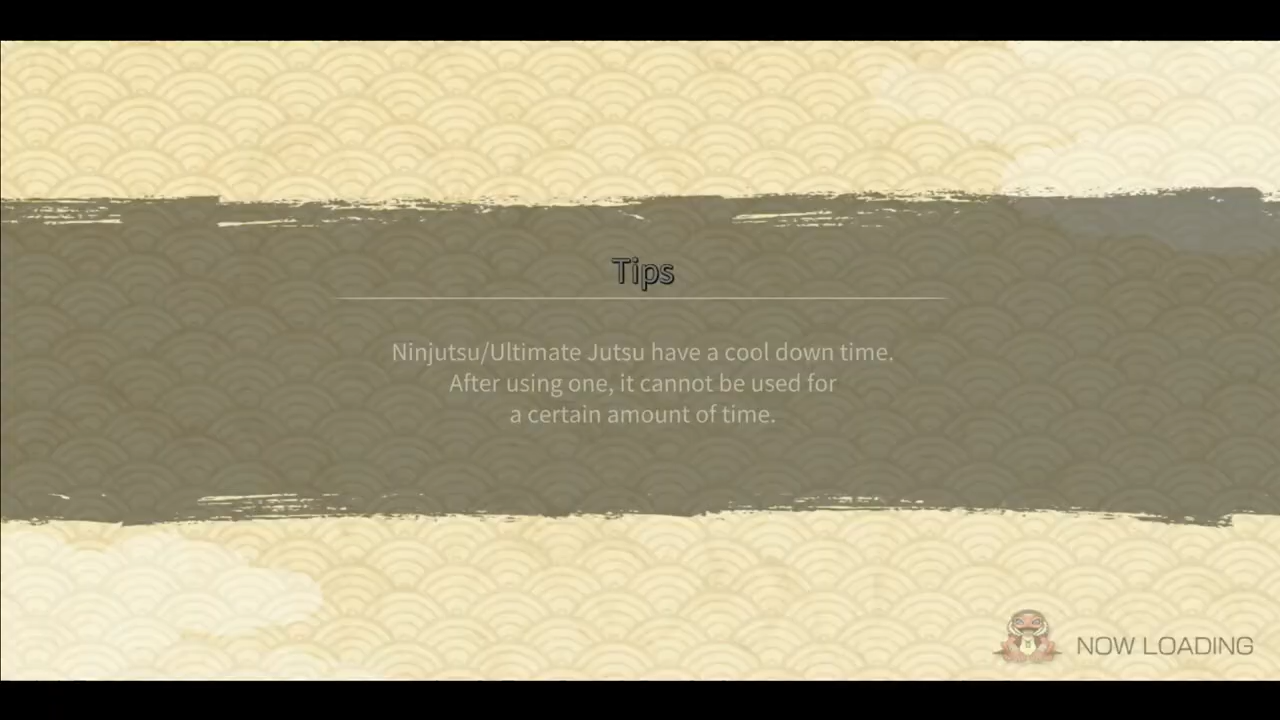 Tips
Ninjutsu/Ultimate Jutsu have a cool down time.
After using one, it cannot be used for
a certain amount of time.
NOW LOADING